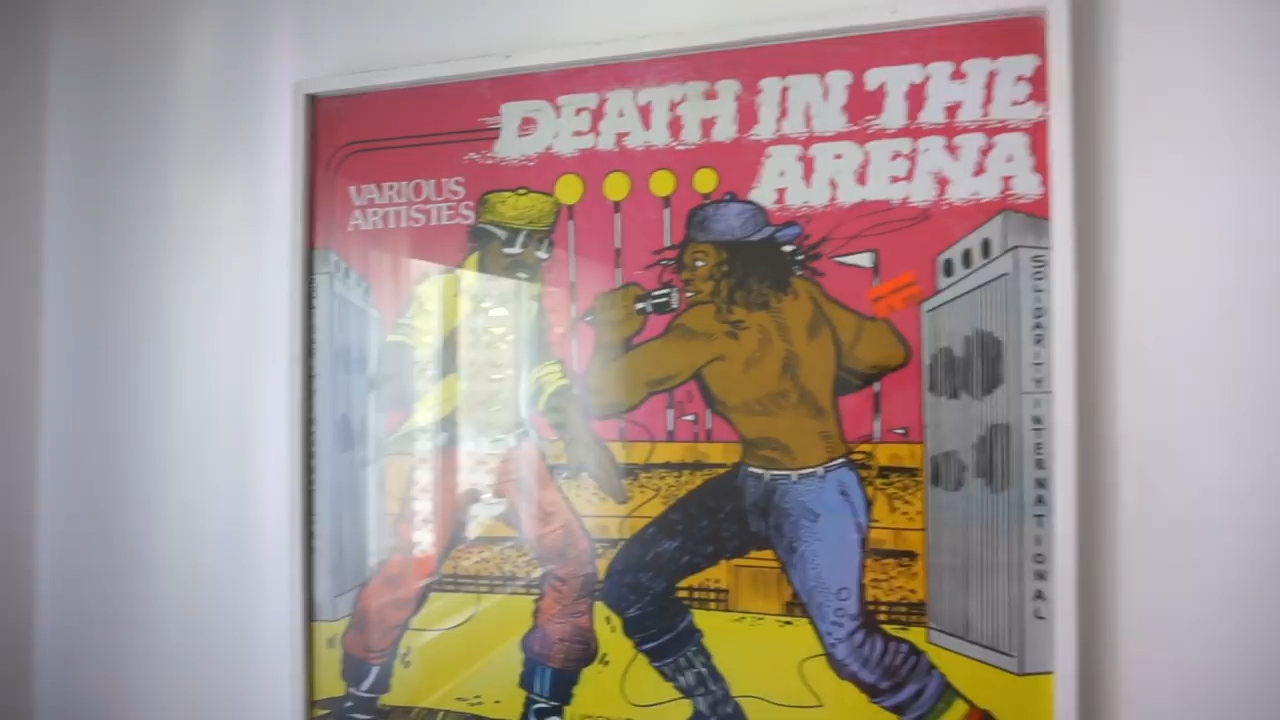 DEATH IN THE
ARENA
VARIOUS
ARTISTES
SOLIDARITY INTERNATIONAL